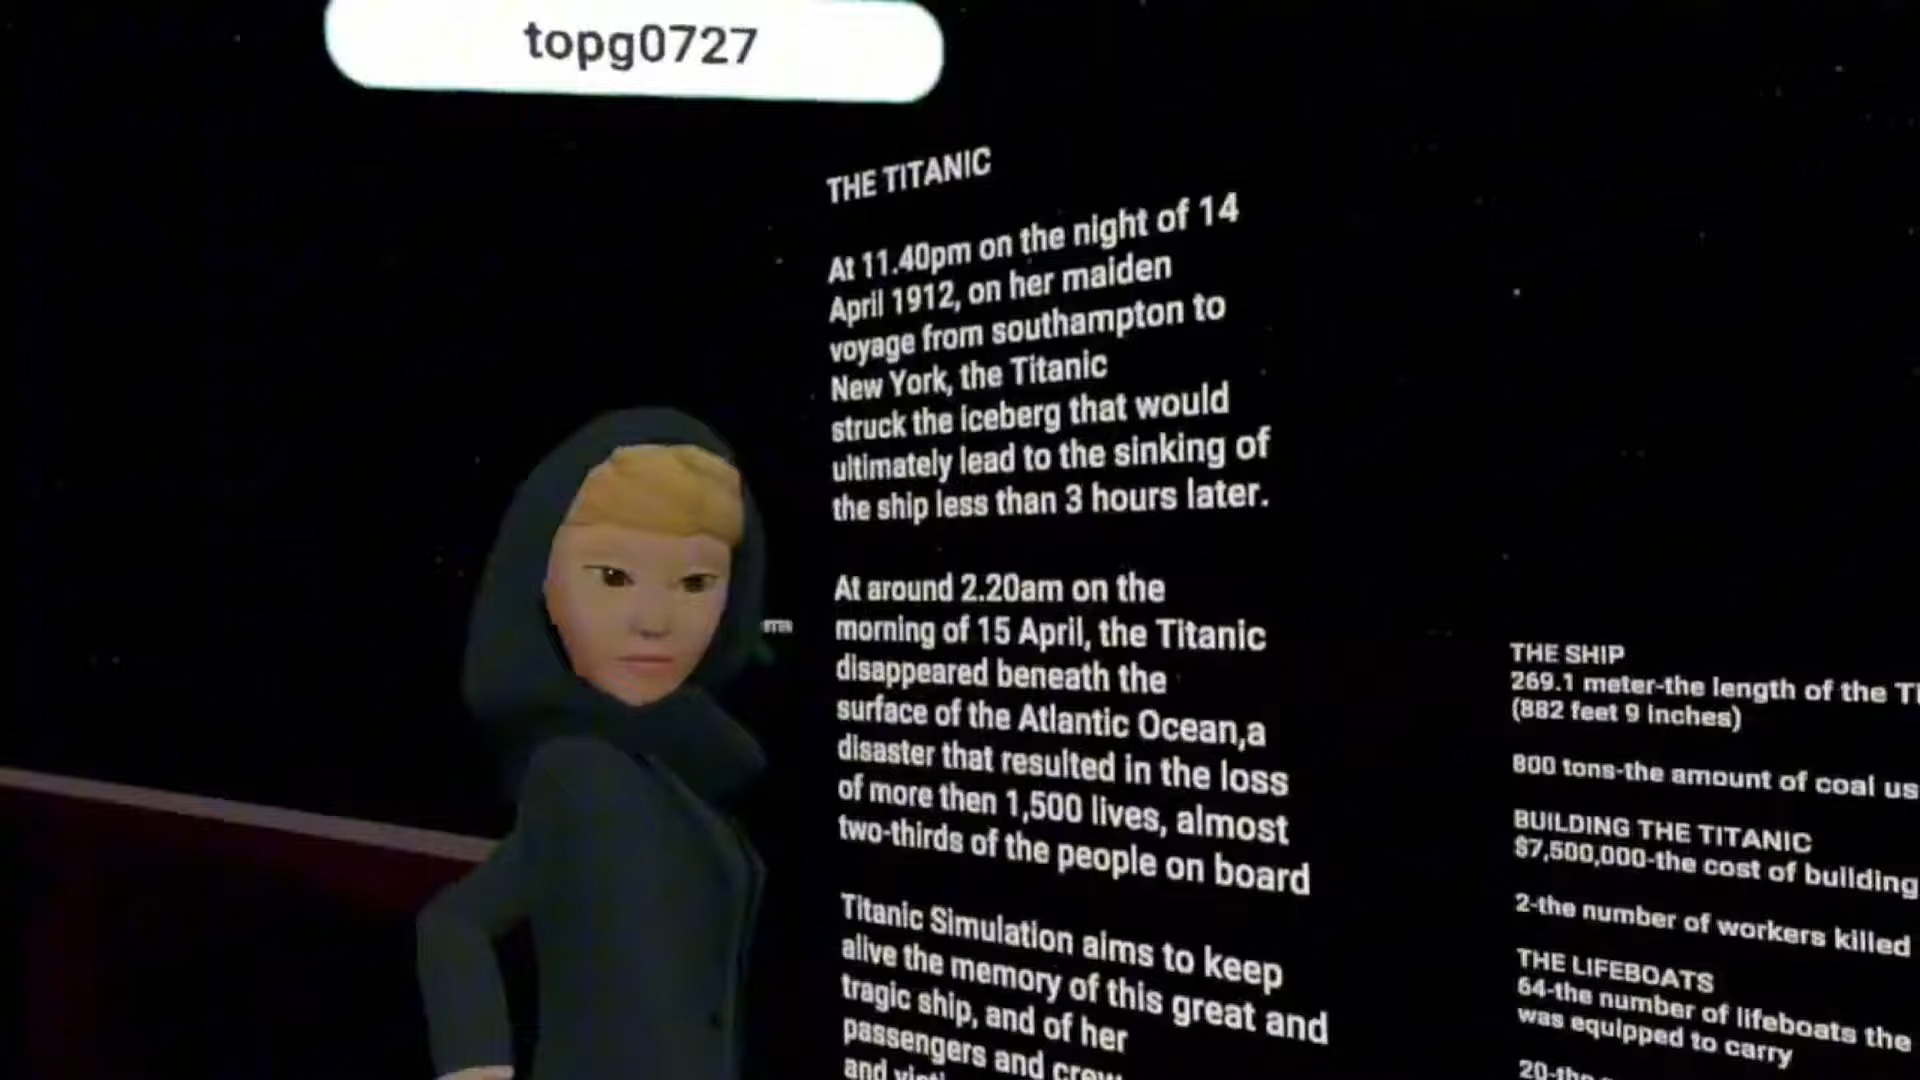 topg0727
THE TITANIC
At 11.40pm on the night of 14
April 1912, on her maiden
voyage from southampton to
New York, the Titanic
struck the iceberg that would
ultimately lead to the sinking of
the ship less than 3 hours later.
At around 2.20am on the
morning of 15 April, the Titanic
disappeared beneath the
surface of the Atlantic Ocean,a
disaster that resulted in the loss
of more then 1,500 lives, almost
two-thirds of the people on board
Titanic Simulation aims to keep
alive the memory of this great and
tragic ship, and of her
passengers and crew
and
THE SHIP
269.1 meter-the length of the
(882 feet 9 inches)
800 tons-the amount of coal
BUILDING THE TITANIC
$7,500,000-the cost of building
2-the number of workers killed
THE LIFEBOATS
64-the number of lifeboats the
was equipped to carry